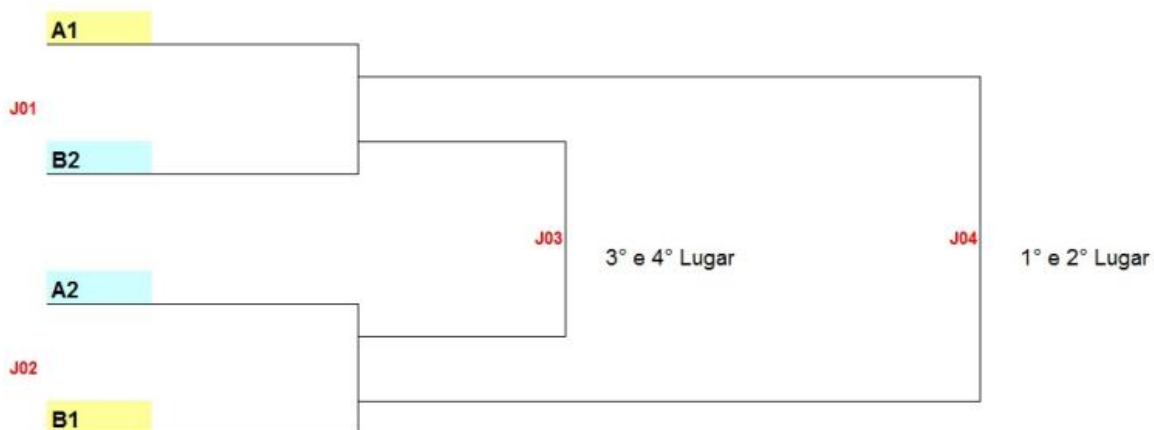 A1
J01
B2
J03
J04
3° e 4° Lugar
1° e 2° Lugar
A2
J02
B1